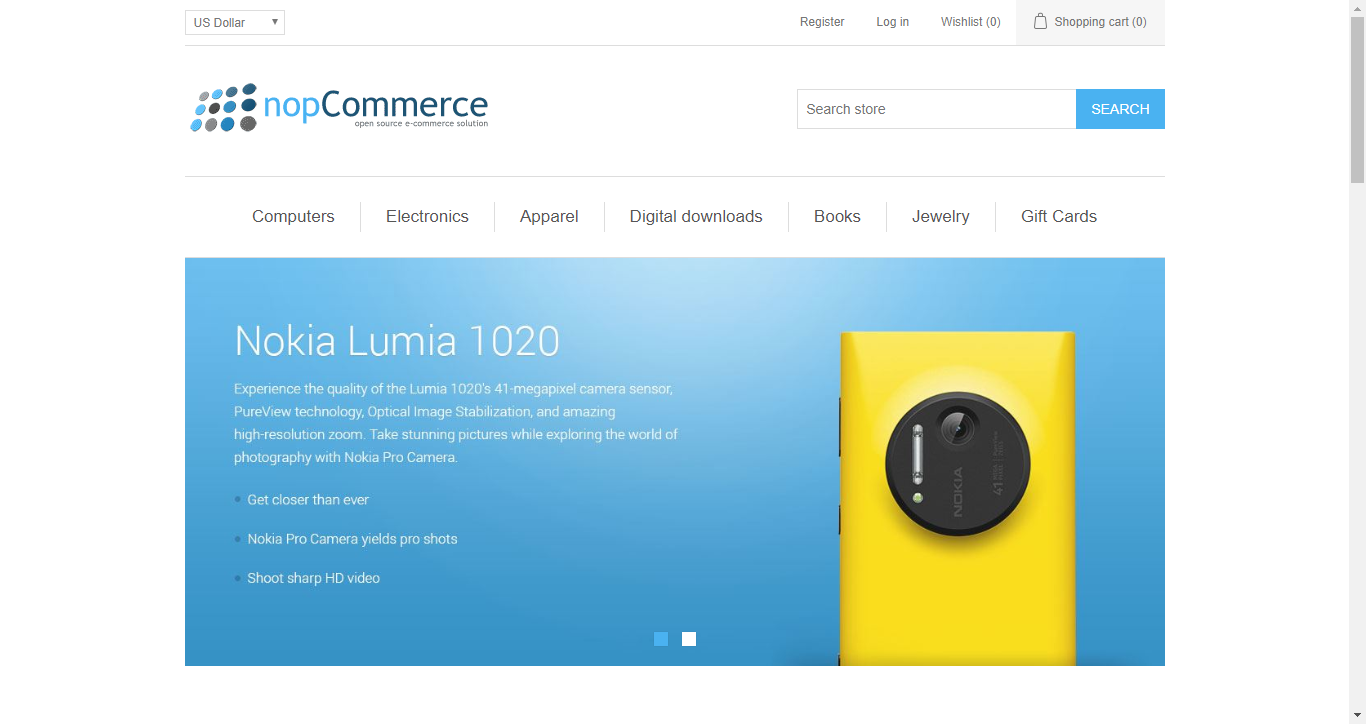 US Dollar
Register
Log in
Wishlist (0)
Shopping cart (0)
nopCommerce
open source e-commerce solution
Search store
SEARCH
Computers
Electronics
Apparel
Digital downloads
Books
Jewelry
Gift Cards
Nokia Lumia 1020
Experience the quality of the Lumia 1020's 41-megapixel camera sensor,
PureView technology, Optical Image Stabilization, and amazing
high-resolution zoom. Take stunning pictures while exploring the world of
photography with Nokia Pro Camera.
Get closer than ever
Nokia Pro Camera yields pro shots
Shoot sharp HD video
NOKIA
41